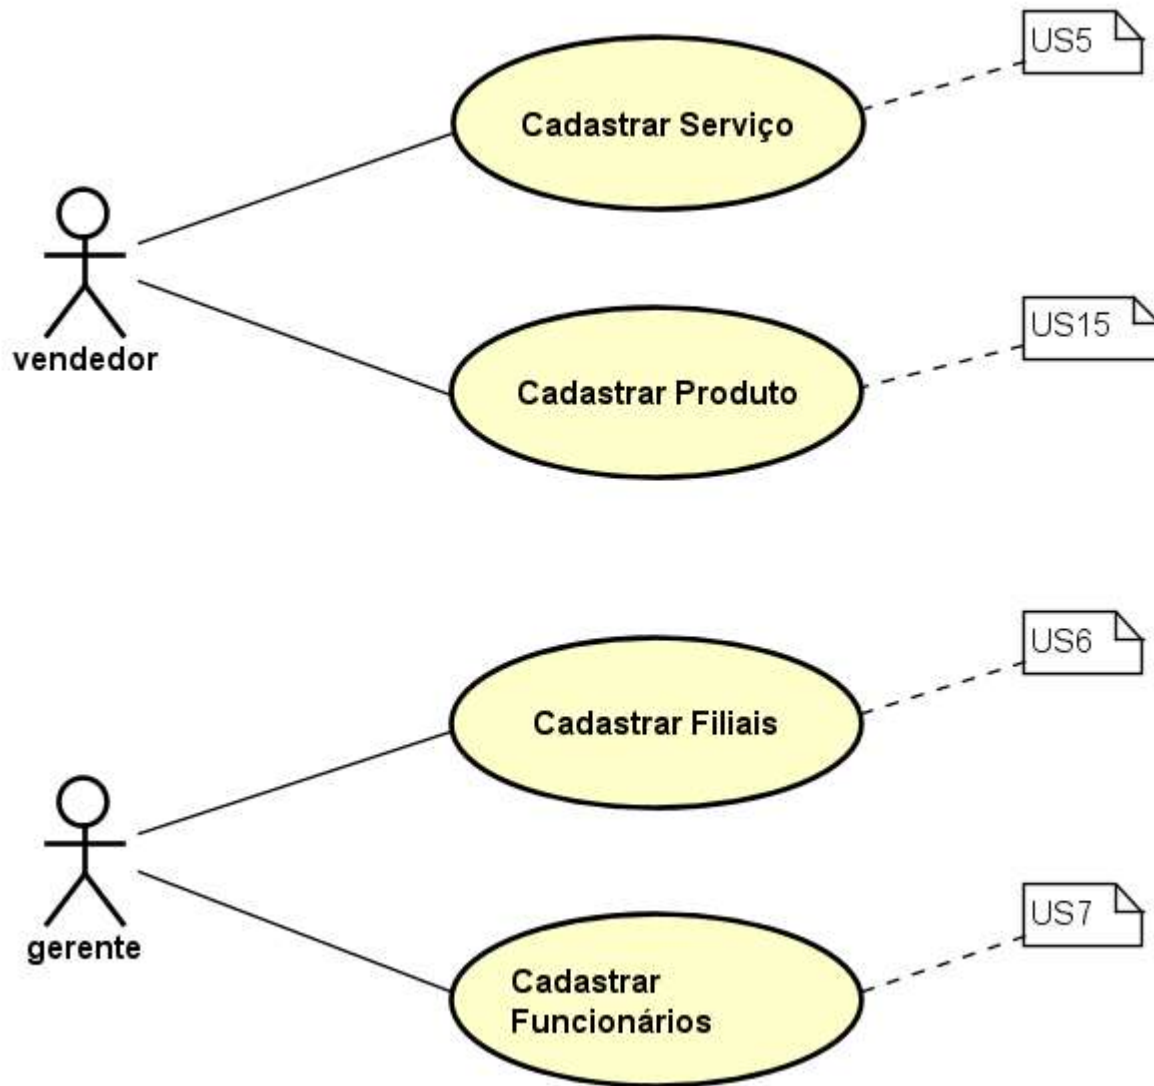 US5
Cadastrar Serviço
vendedor
US15
Cadastrar Produto
US6
Cadastrar Filiais
gerente
US7
Cadastrar
Funcionários